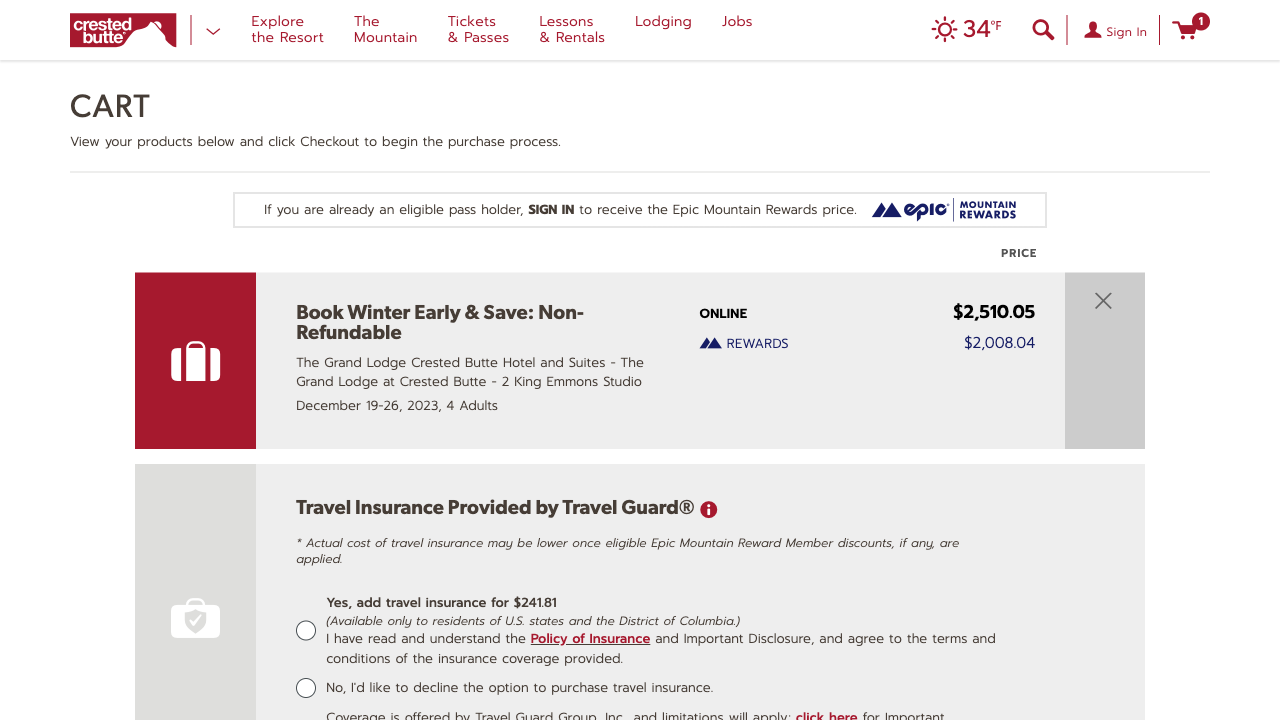 crested
butte
Explore
the Resort
The
Mountain
Tickets
& Passes
Lessons
& Rentals
Lodging
Jobs
34°F
Sign In
1
CART
View your products below and click Checkout to begin the purchase process.
If you are already an eligible pass holder, SIGN IN to receive the Epic Mountain Rewards price.
epic
MOUNTAIN
REWARDS
PRICE
Book Winter Early & Save: Non-
Refundable
The Grand Lodge Crested Butte Hotel and Suites - The
Grand Lodge at Crested Butte - 2 King Emmons Studio
December 19-26, 2023, 4 Adults
ONLINE
$2,510.05
REWARDS
$2,008.04
Travel Insurance Provided by Travel Guard®
* Actual cost of travel insurance may be lower once eligible Epic Mountain Reward Member discounts, if any, are
applied.
Yes, add travel insurance for $241.81
(Available only to residents of U.S. states and the District of Columbia.)
I have read and understand the Policy of Insurance and Important Disclosure, and agree to the terms and
conditions of the insurance coverage provided.
No, I'd like to decline the option to purchase travel insurance.
Coverage is offered by Travel Guard Group, Inc., and limitations will apply; click here for Important